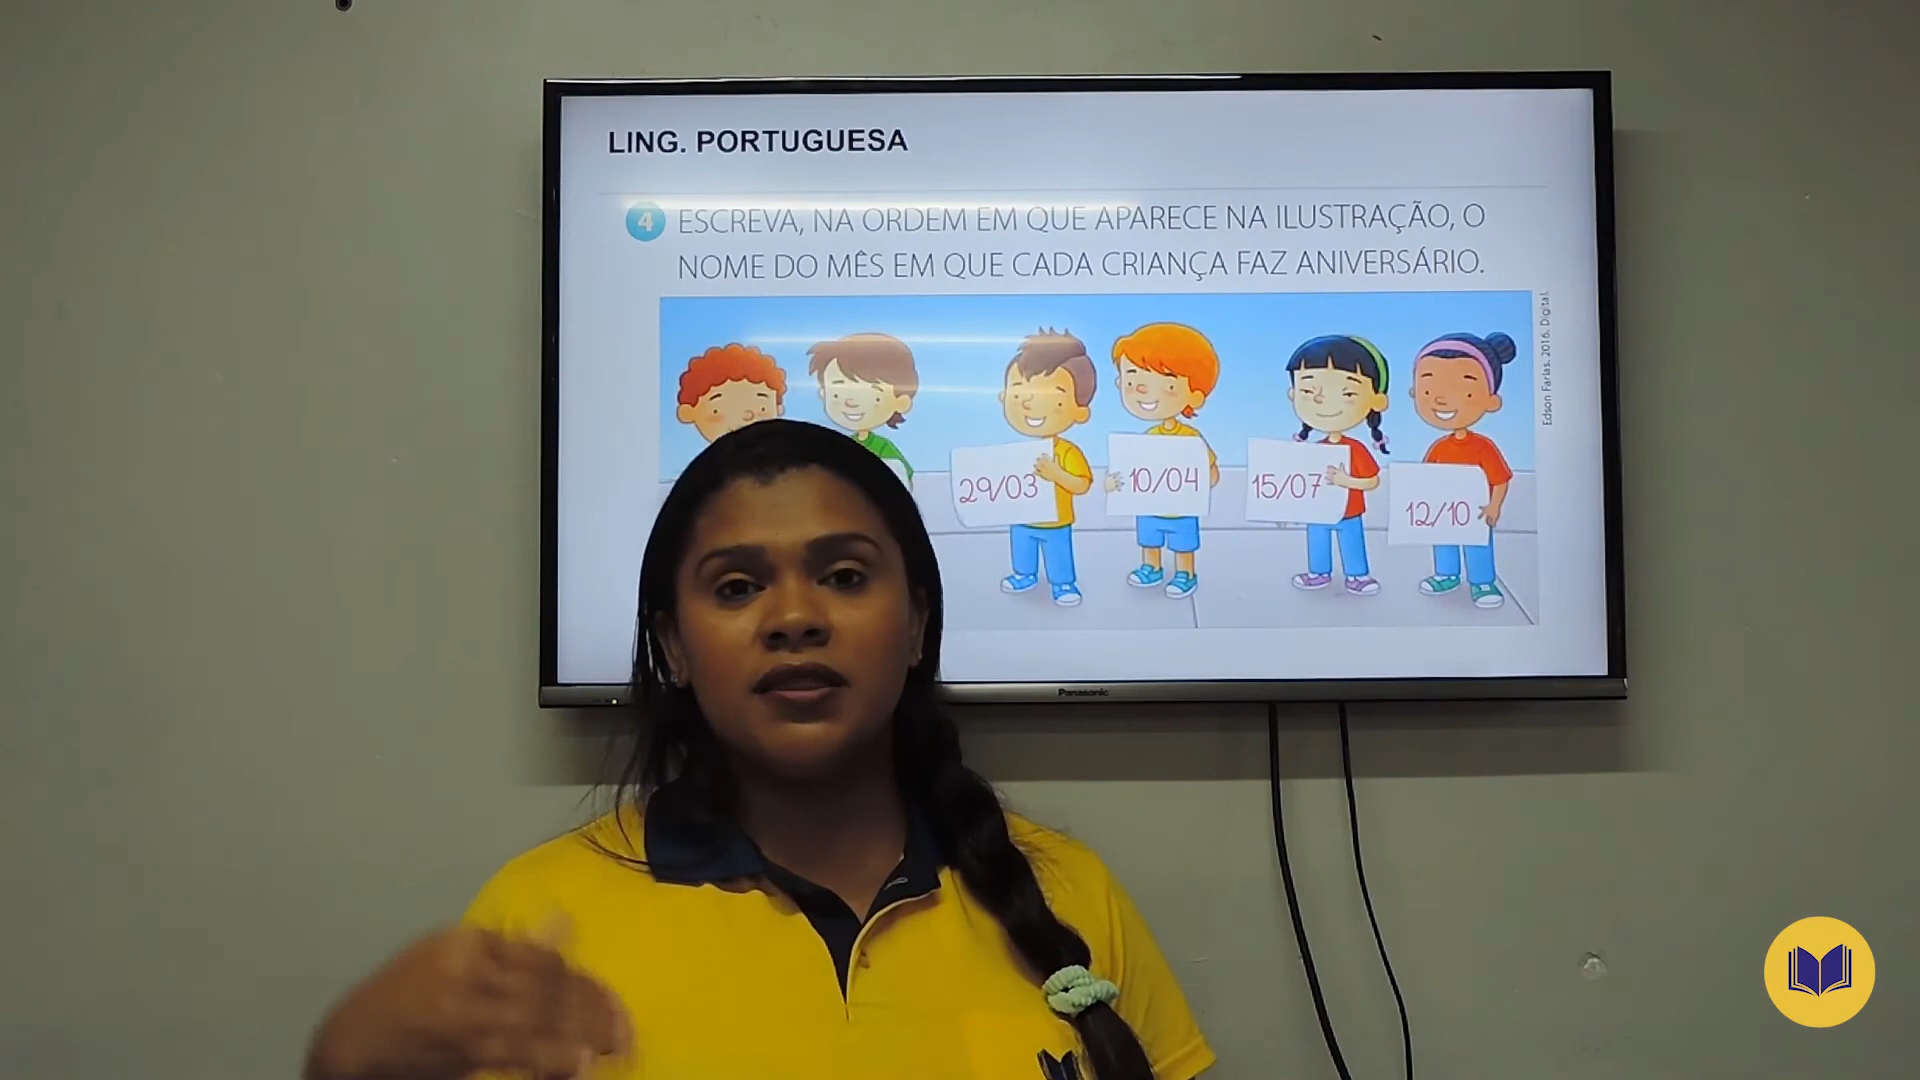 LING. PORTUGUESA
4 ESCREVA, NA ORDEM EM QUE APARECE NA ILUSTRAÇÃO, O
NOME DO MÊS EM QUE CADA CRIANÇA FAZ ANIVERSÁRIO.
Edson Farias. 2016. Digital.
29/03
10/04
15/07
12/10
Panasonic